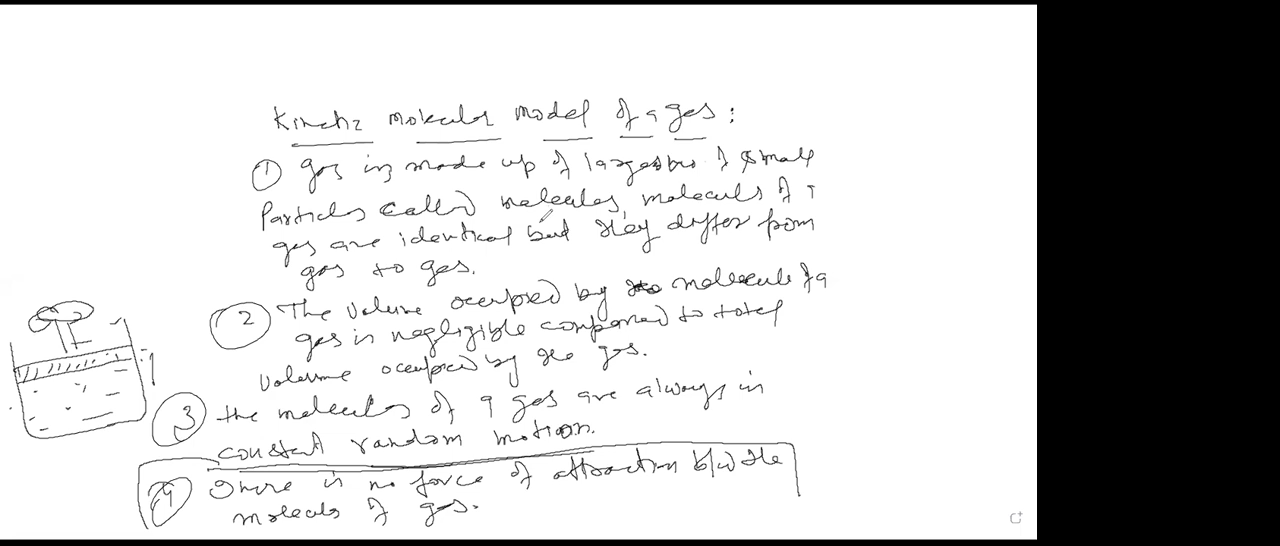 Kinetic molecular model of a gas:
① gas is made up of large no of small
Particles called molecules, molecules of a
gas are identical but they differ from
gas to gas.
② The volume occupied by the molecule of a
gas is negligible compared to total
volume occupied by the gas.
③ the molecules of a gas are always in
constant random motion.
④ There is no force of attraction b/w the
molecules of gas.